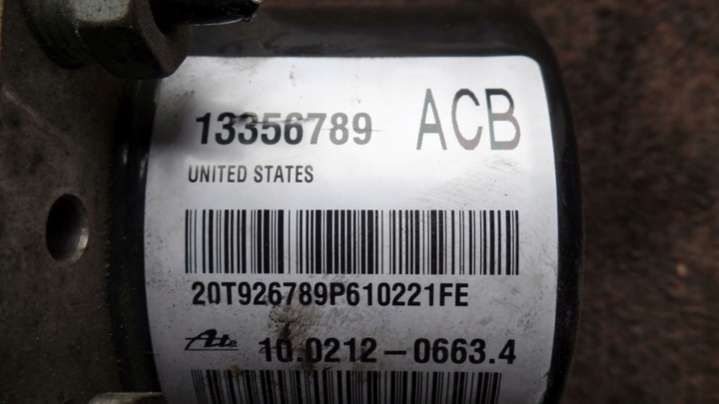 13356789 ACB
UNITED STATES
20T926789P610221FE
Ate 10.0212-0663.4